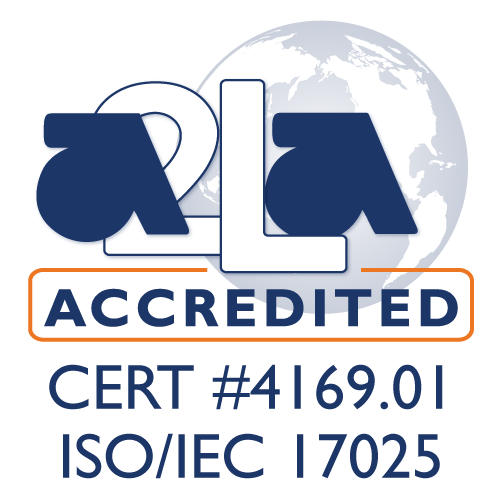 a2La
ACCREDITED
CERT #4169.01
ISO/IEC 17025